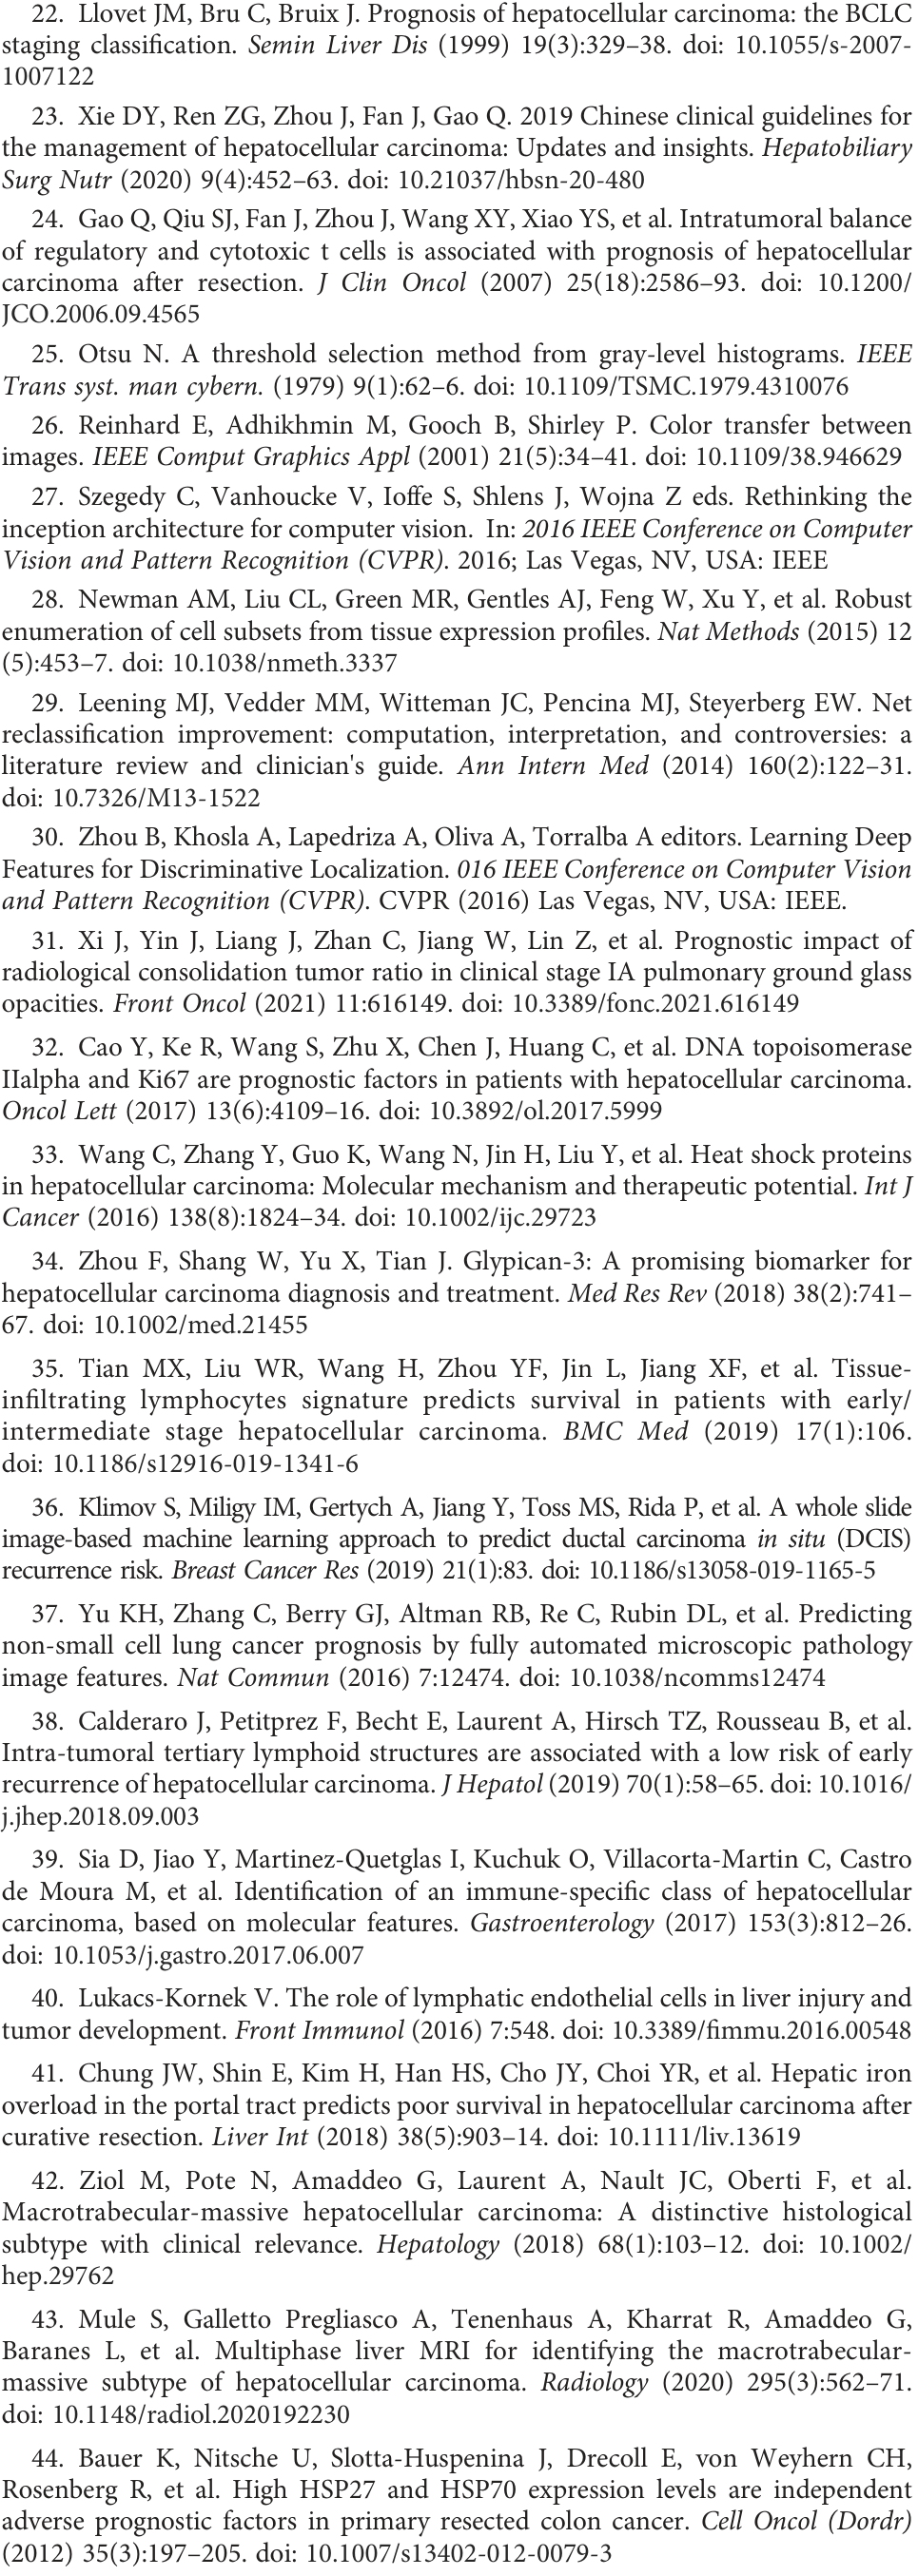 22. Llovet JM, Bru C, Bruix J. Prognosis of hepatocellular carcinoma: the BCLC
staging classification. Semin Liver Dis (1999) 19(3):329–38. doi: 10.1055/s-2007-
1007122
23. Xie DY, Ren ZG, Zhou J, Fan J, Gao Q. 2019 Chinese clinical guidelines for
the management of hepatocellular carcinoma: Updates and insights. Hepatobiliary
Surg Nutr (2020) 9(4):452–63. doi: 10.21037/hbsn-20-480
24. Gao Q, Qiu SJ, Fan J, Zhou J, Wang XY, Xiao YS, et al. Intratumoral balance
of regulatory and cytotoxic t cells is associated with prognosis of hepatocellular
carcinoma after resection. J Clin Oncol (2007) 25(18):2586–93. doi: 10.1200/
JCO.2006.09.4565
25. Otsu N. A threshold selection method from gray-level histograms. IEEE
Trans syst. man cybern. (1979) 9(1):62–6. doi: 10.1109/TSMC.1979.4310076
26. Reinhard E, Adhikhmin M, Gooch B, Shirley P. Color transfer between
images. IEEE Comput Graphics Appl (2001) 21(5):34–41. doi: 10.1109/38.946629
27. Szegedy C, Vanhoucke V, Ioffe S, Shlens J, Wojna Z eds. Rethinking the
inception architecture for computer vision. In: 2016 IEEE Conference on Computer
Vision and Pattern Recognition (CVPR). 2016; Las Vegas, NV, USA: IEEE
28. Newman AM, Liu CL, Green MR, Gentles AJ, Feng W, Xu Y, et al. Robust
enumeration of cell subsets from tissue expression profiles. Nat Methods (2015) 12
(5):453–7. doi: 10.1038/nmeth.3337
29. Leening MJ, Vedder MM, Witteman JC, Pencina MJ, Steyerberg EW. Net
reclassification improvement: computation, interpretation, and controversies: a
literature review and clinician's guide. Ann Intern Med (2014) 160(2):122–31.
doi: 10.7326/M13-1522
30. Zhou B, Khosla A, Lapedriza A, Oliva A, Torralba A editors. Learning Deep
Features for Discriminative Localization. 016 IEEE Conference on Computer Vision
and Pattern Recognition (CVPR). CVPR (2016) Las Vegas, NV, USA: IEEE.
31. Xi J, Yin J, Liang J, Zhan C, Jiang W, Lin Z, et al. Prognostic impact of
radiological consolidation tumor ratio in clinical stage IA pulmonary ground glass
opacities. Front Oncol (2021) 11:616149. doi: 10.3389/fonc.2021.616149
32. Cao Y, Ke R, Wang S, Zhu X, Chen J, Huang C, et al. DNA topoisomerase
IIalpha and Ki67 are prognostic factors in patients with hepatocellular carcinoma.
Oncol Lett (2017) 13(6):4109–16. doi: 10.3892/ol.2017.5999
33. Wang C, Zhang Y, Guo K, Wang N, Jin H, Liu Y, et al. Heat shock proteins
in hepatocellular carcinoma: Molecular mechanism and therapeutic potential. Int J
Cancer (2016) 138(8):1824–34. doi: 10.1002/ijc.29723
34. Zhou F, Shang W, Yu X, Tian J. Glypican-3: A promising biomarker for
hepatocellular carcinoma diagnosis and treatment. Med Res Rev (2018) 38(2):741–
67. doi: 10.1002/med.21455
35. Tian MX, Liu WR, Wang H, Zhou YF, Jin L, Jiang XF, et al. Tissue-
infiltrating lymphocytes signature predicts survival in patients with early/
intermediate stage hepatocellular carcinoma. BMC Med (2019) 17(1):106.
doi: 10.1186/s12916-019-1341-6
36. Klimov S, Miligy IM, Gertych A, Jiang Y, Toss MS, Rida P, et al. A whole slide
image-based machine learning approach to predict ductal carcinoma in situ (DCIS)
recurrence risk. Breast Cancer Res (2019) 21(1):83. doi: 10.1186/s13058-019-1165-5
37. Yu KH, Zhang C, Berry GJ, Altman RB, Re C, Rubin DL, et al. Predicting
non-small cell lung cancer prognosis by fully automated microscopic pathology
image features. Nat Commun (2016) 7:12474. doi: 10.1038/ncomms12474
38. Calderaro J, Petitprez F, Becht E, Laurent A, Hirsch TZ, Rousseau B, et al.
Intra-tumoral tertiary lymphoid structures are associated with a low risk of early
recurrence of hepatocellular carcinoma. J Hepatol (2019) 70(1):58–65. doi: 10.1016/
j.jhep.2018.09.003
39. Sia D, Jiao Y, Martinez-Quetglas I, Kuchuk O, Villacorta-Martin C, Castro
de Moura M, et al. Identification of an immune-specific class of hepatocellular
carcinoma, based on molecular features. Gastroenterology (2017) 153(3):812–26.
doi: 10.1053/j.gastro.2017.06.007
40. Lukacs-Kornek V. The role of lymphatic endothelial cells in liver injury and
tumor development. Front Immunol (2016) 7:548. doi: 10.3389/fimmu.2016.00548
41. Chung JW, Shin E, Kim H, Han HS, Cho JY, Choi YR, et al. Hepatic iron
overload in the portal tract predicts poor survival in hepatocellular carcinoma after
curative resection. Liver Int (2018) 38(5):903–14. doi: 10.1111/liv.13619
42. Ziol M, Pote N, Amaddeo G, Laurent A, Nault JC, Oberti F, et al.
Macrotrabecular-massive hepatocellular carcinoma: A distinctive histological
subtype with clinical relevance. Hepatology (2018) 68(1):103–12. doi: 10.1002/
hep.29762
43. Mule S, Galletto Pregliasco A, Tenenhaus A, Kharrat R, Amaddeo G,
Baranes L, et al. Multiphase liver MRI for identifying the macrotrabecular-
massive subtype of hepatocellular carcinoma. Radiology (2020) 295(3):562–71.
doi: 10.1148/radiol.2020192230
44. Bauer K, Nitsche U, Slotta-Huspenina J, Drecoll E, von Weyhern CH,
Rosenberg R, et al. High HSP27 and HSP70 expression levels are independent
adverse prognostic factors in primary resected colon cancer. Cell Oncol (Dordr)
(2012) 35(3):197–205. doi: 10.1007/s13402-012-0079-3